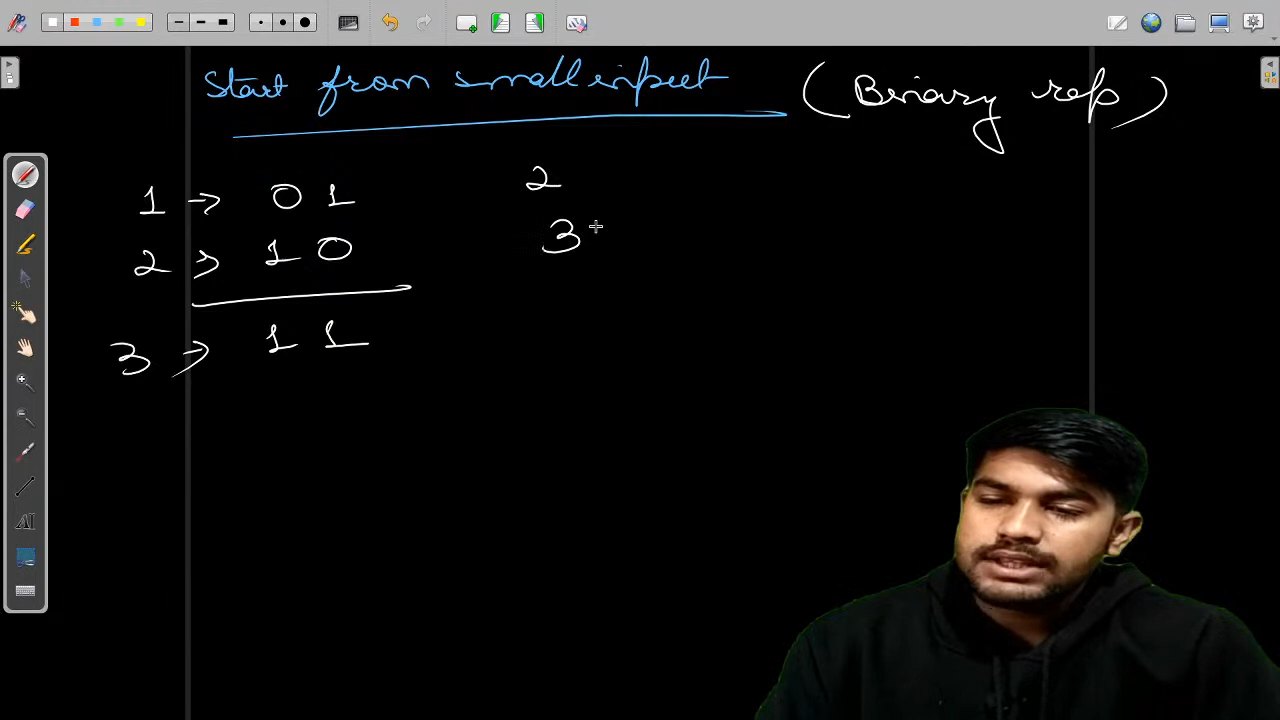 Start from small input (Binary rep)
1 → 0 1
2 → 1 0
3 → 1 1
2
3